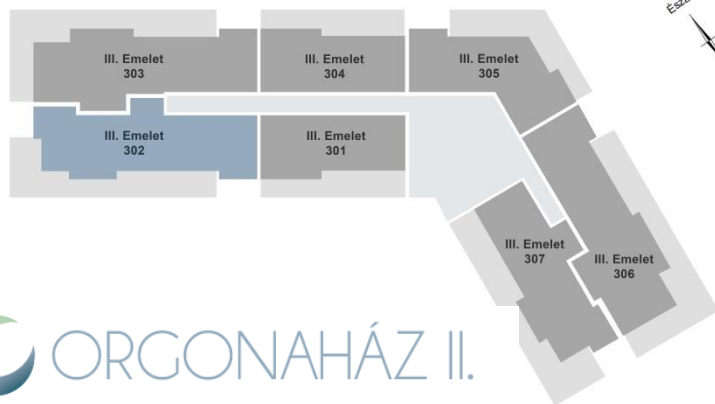 Észa
III. Emelet
303
III. Emelet
304
III. Emelet
305
III. Emelet
302
III. Emelet
301
III. Emelet
307
III. Emelet
306
ORGONAHÁZ II.